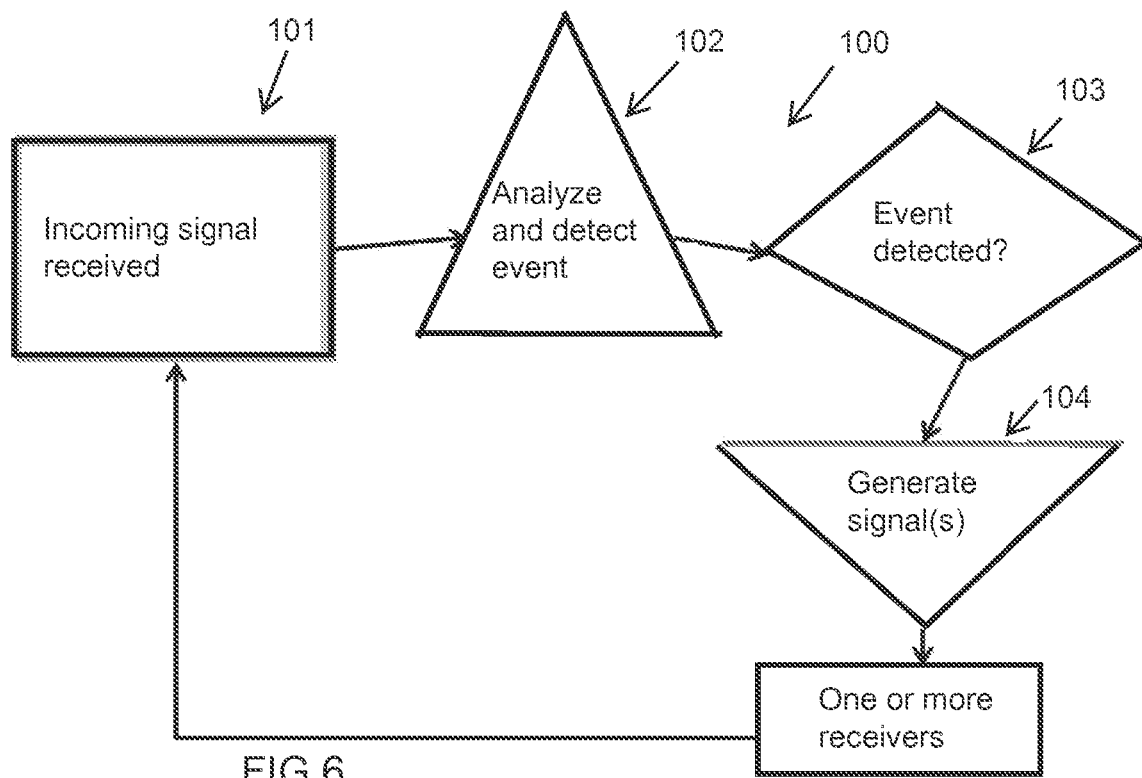 101
102
100
103
Incoming signal
received
Analyze
and detect
event
Event
detected?
104
Generate
signal(s)
One or more
receivers
FIG.6